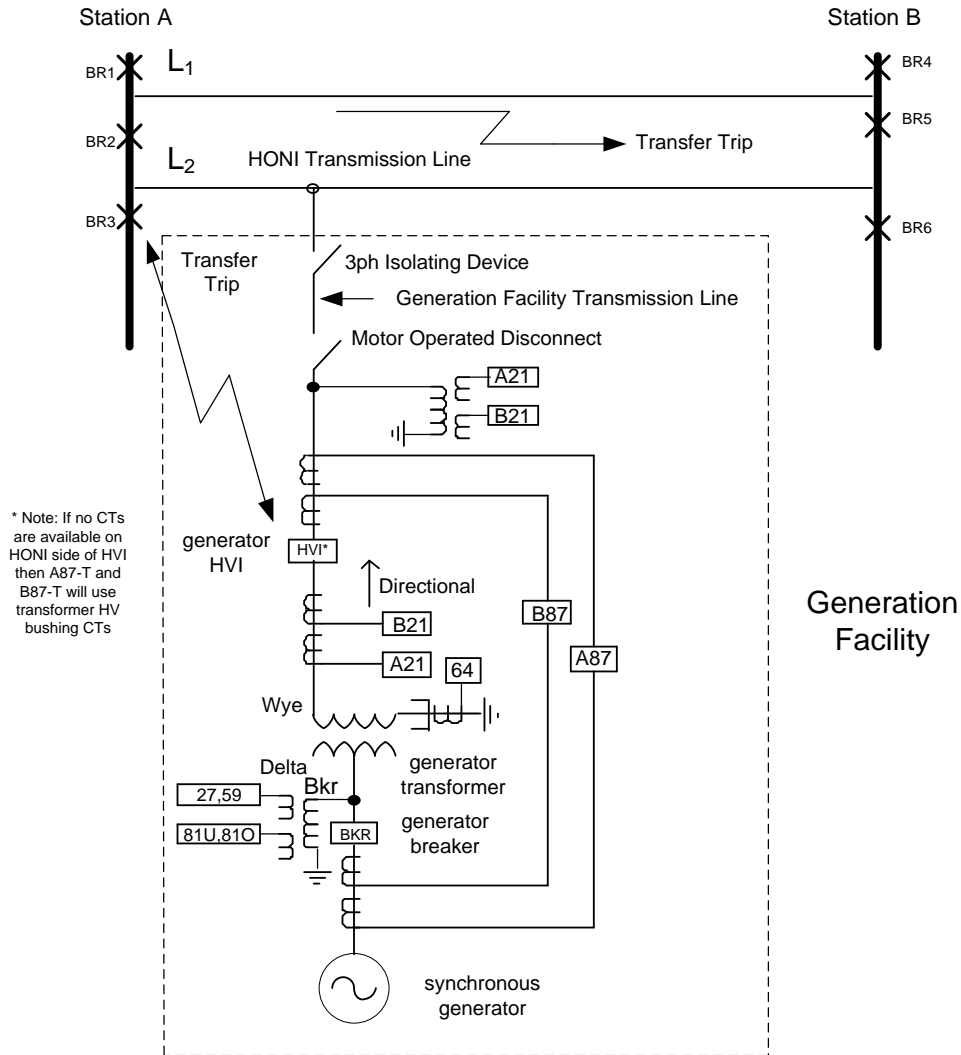 Station A
Station B
BR1
L1
BR4
BR5
BR2
Transfer Trip
L2
HONI Transmission Line
BR3
BR6
Transfer
Trip
3ph Isolating Device
Generation Facility Transmission Line
Motor Operated Disconnect
A21
B21
* Note: If no CTs
are available on
HONI side of HVI
then A87-T and
B87-T will use
transformer HV
bushing CTs
generator
HVI
HVI*
Directional
B21
A21
B87
A87
Generation
Facility
64
Wye
Delta
generator
transformer
Bkr
27,59
81U,81O
BKR
generator
breaker
synchronous
generator